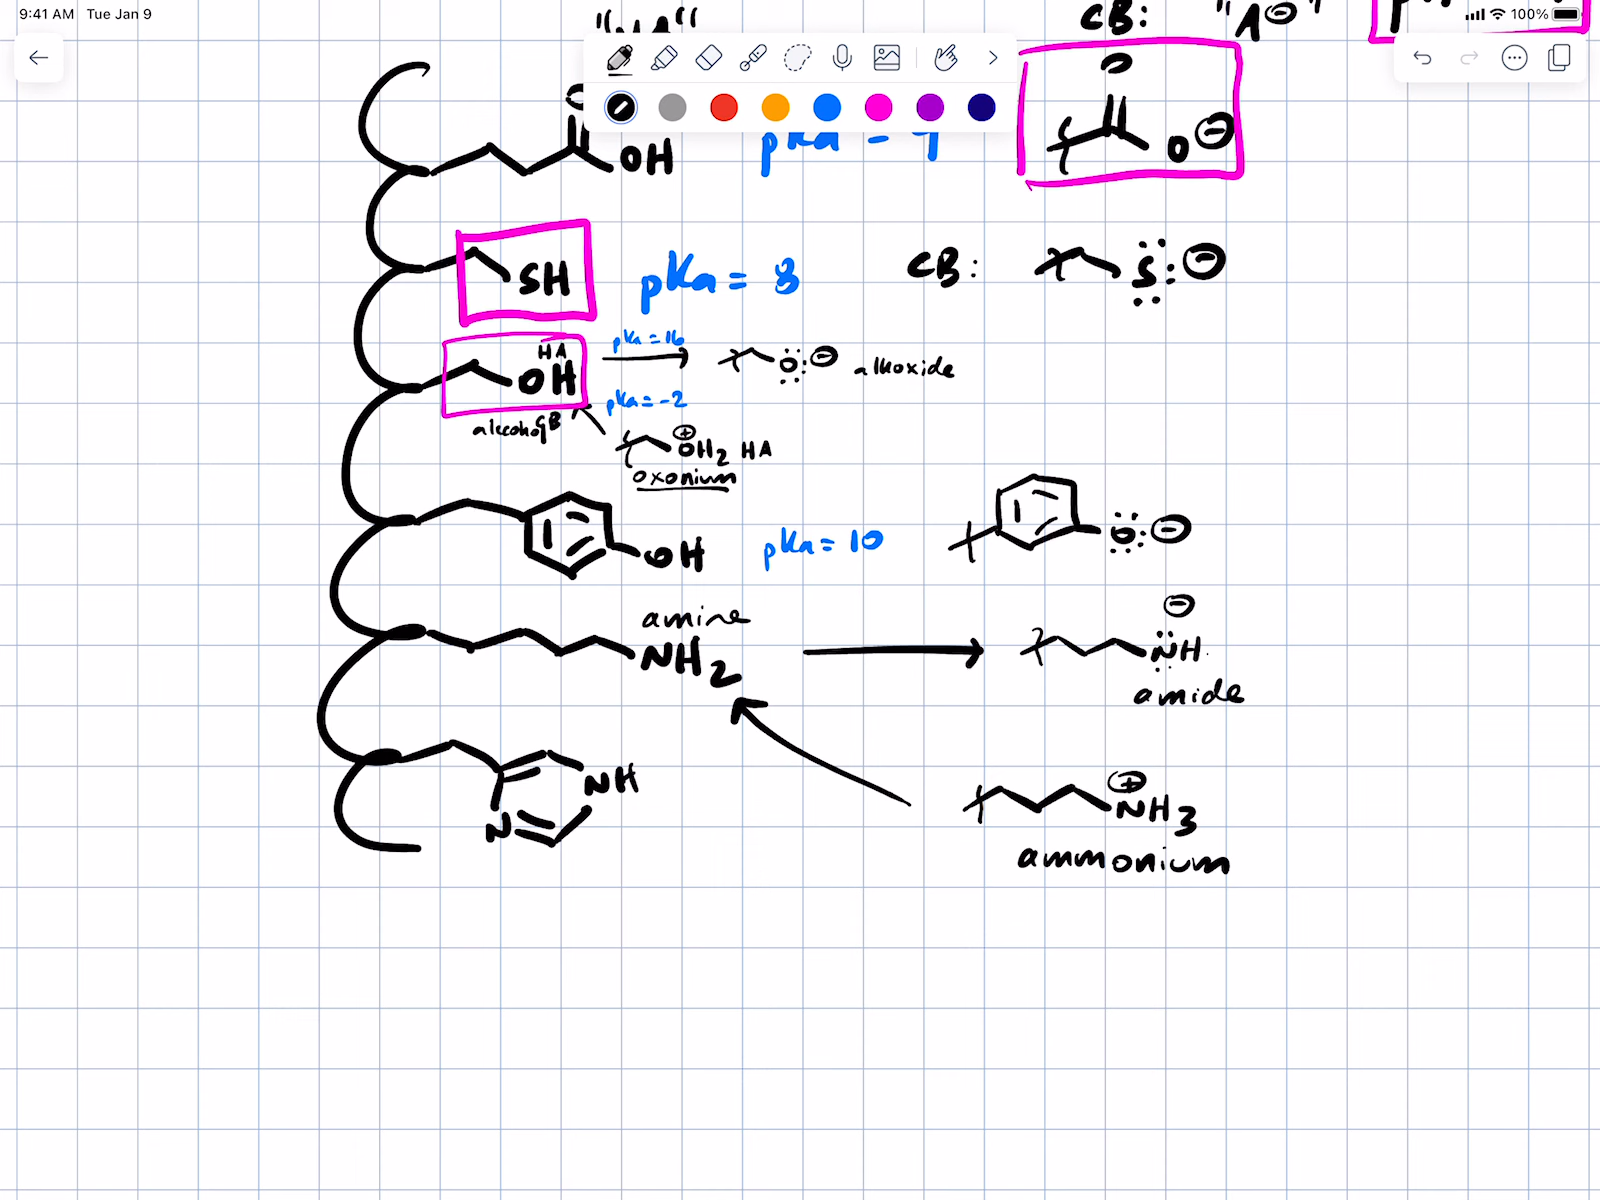 9:41 AM Tue Jan 9
100%
CB: "A⊖"
O
O⊖
OH
SH
pKa = 8
CB: S:⊖
HA
OH
pKa = 16
O⊖ alkoxide
pKa = -2
alcohol CB
⊕
OH2 HA
oxonium
OH
pKa = 10
O:⊖
amine
NH2
⊖
NH
amide
NH
N
⊕
NH3
ammonium